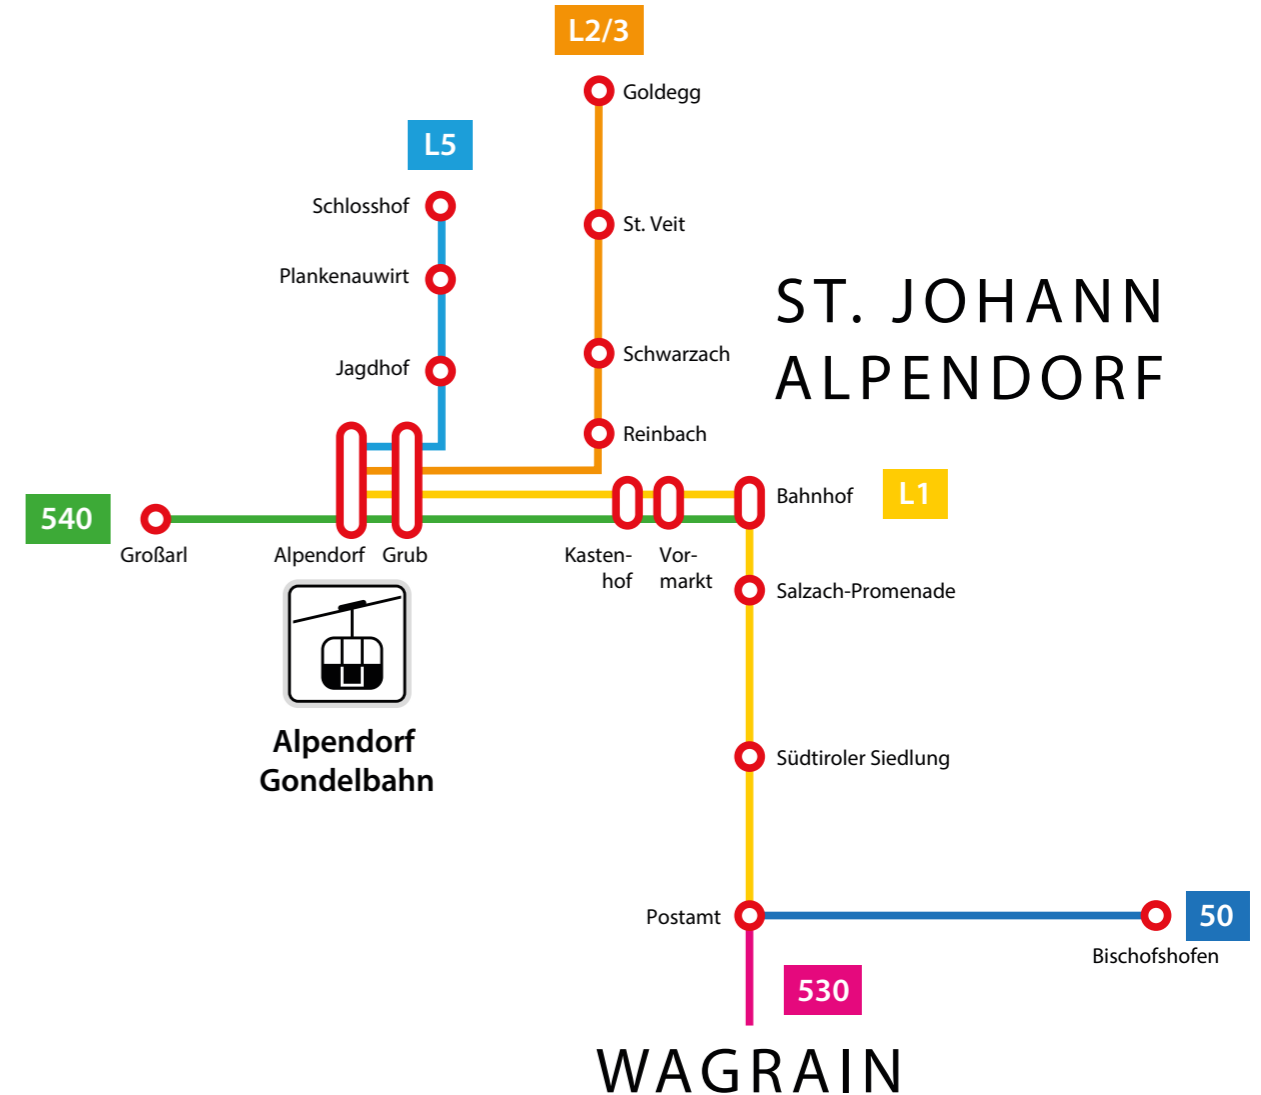 L2/3
Goldegg
L5
Schlosshof
St. Veit
Plankenauwirt
ST. JOHANN
ALPENDORF
Schwarzach
Jagdhof
Reinbach
Bahnhof
L1
540
Großarl
Alpendorf
Grub
Kasten-
hof
Vor-
markt
Salzach-Promenade
Alpendorf
Gondelbahn
Südtiroler Siedlung
Postamt
50
Bischofshofen
530
WAGRAIN